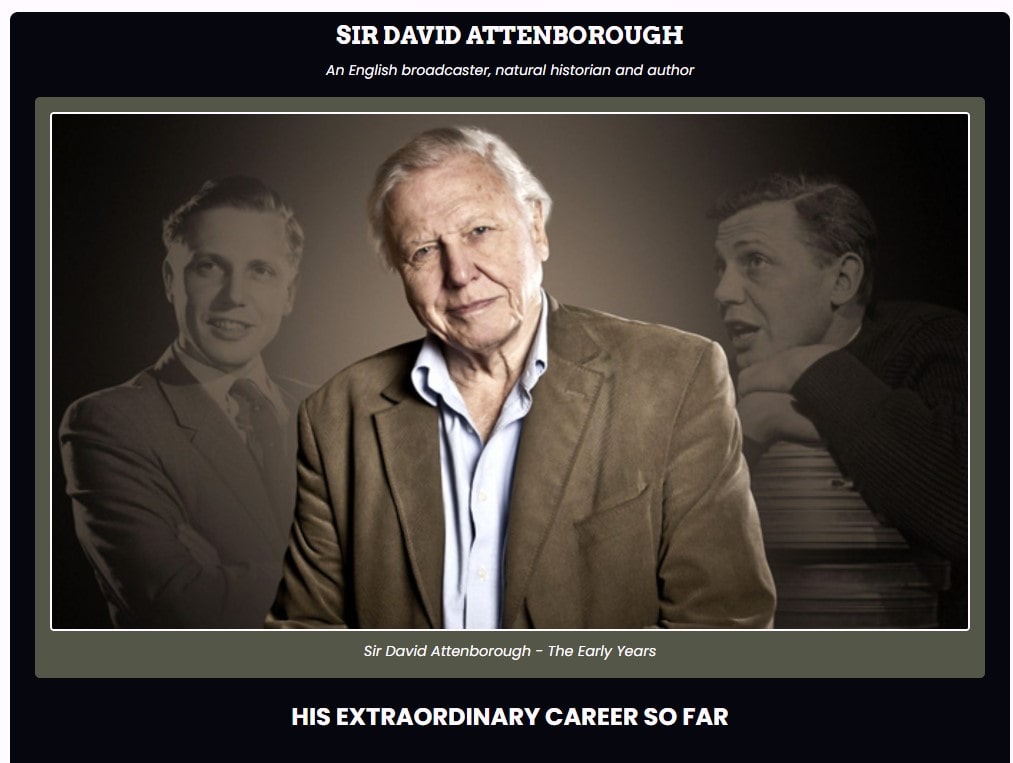 SIR DAVID ATTENBOROUGH
An English broadcaster, natural historian and author
Sir David Attenborough - The Early Years
HIS EXTRAORDINARY CAREER SO FAR